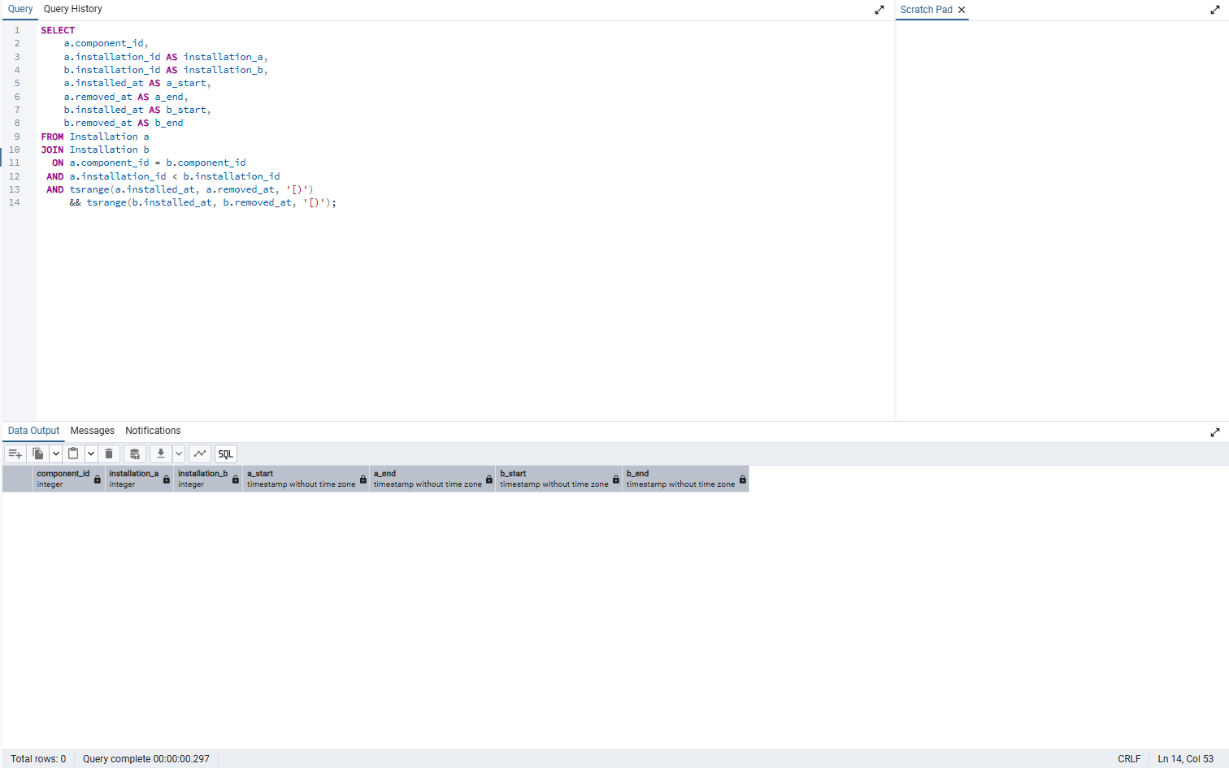 Query Query History
Scratch Pad
1 SELECT
2 a.component_id,
3 a.installation_id AS installation_a,
4 b.installation_id AS installation_b,
5 a.installed_at AS a_start,
6 a.removed_at AS a_end,
7 b.installed_at AS b_start,
8 b.removed_at AS b_end
9 FROM Installation a
10 JOIN Installation b
11 ON a.component_id = b.component_id
12 AND a.installation_id < b.installation_id
13 AND tsrange(a.installed_at, a.removed_at, '[)')
14 && tsrange(b.installed_at, b.removed_at, '[)');
Data Output Messages Notifications
SQL
component_id installation_a installation_b a_start a_end b_start b_end
integer integer integer timestamp without time zone timestamp without time zone timestamp without time zone timestamp without time zone
Total rows: 0 Query complete 00:00:00.297 CRLF Ln 14, Col 53